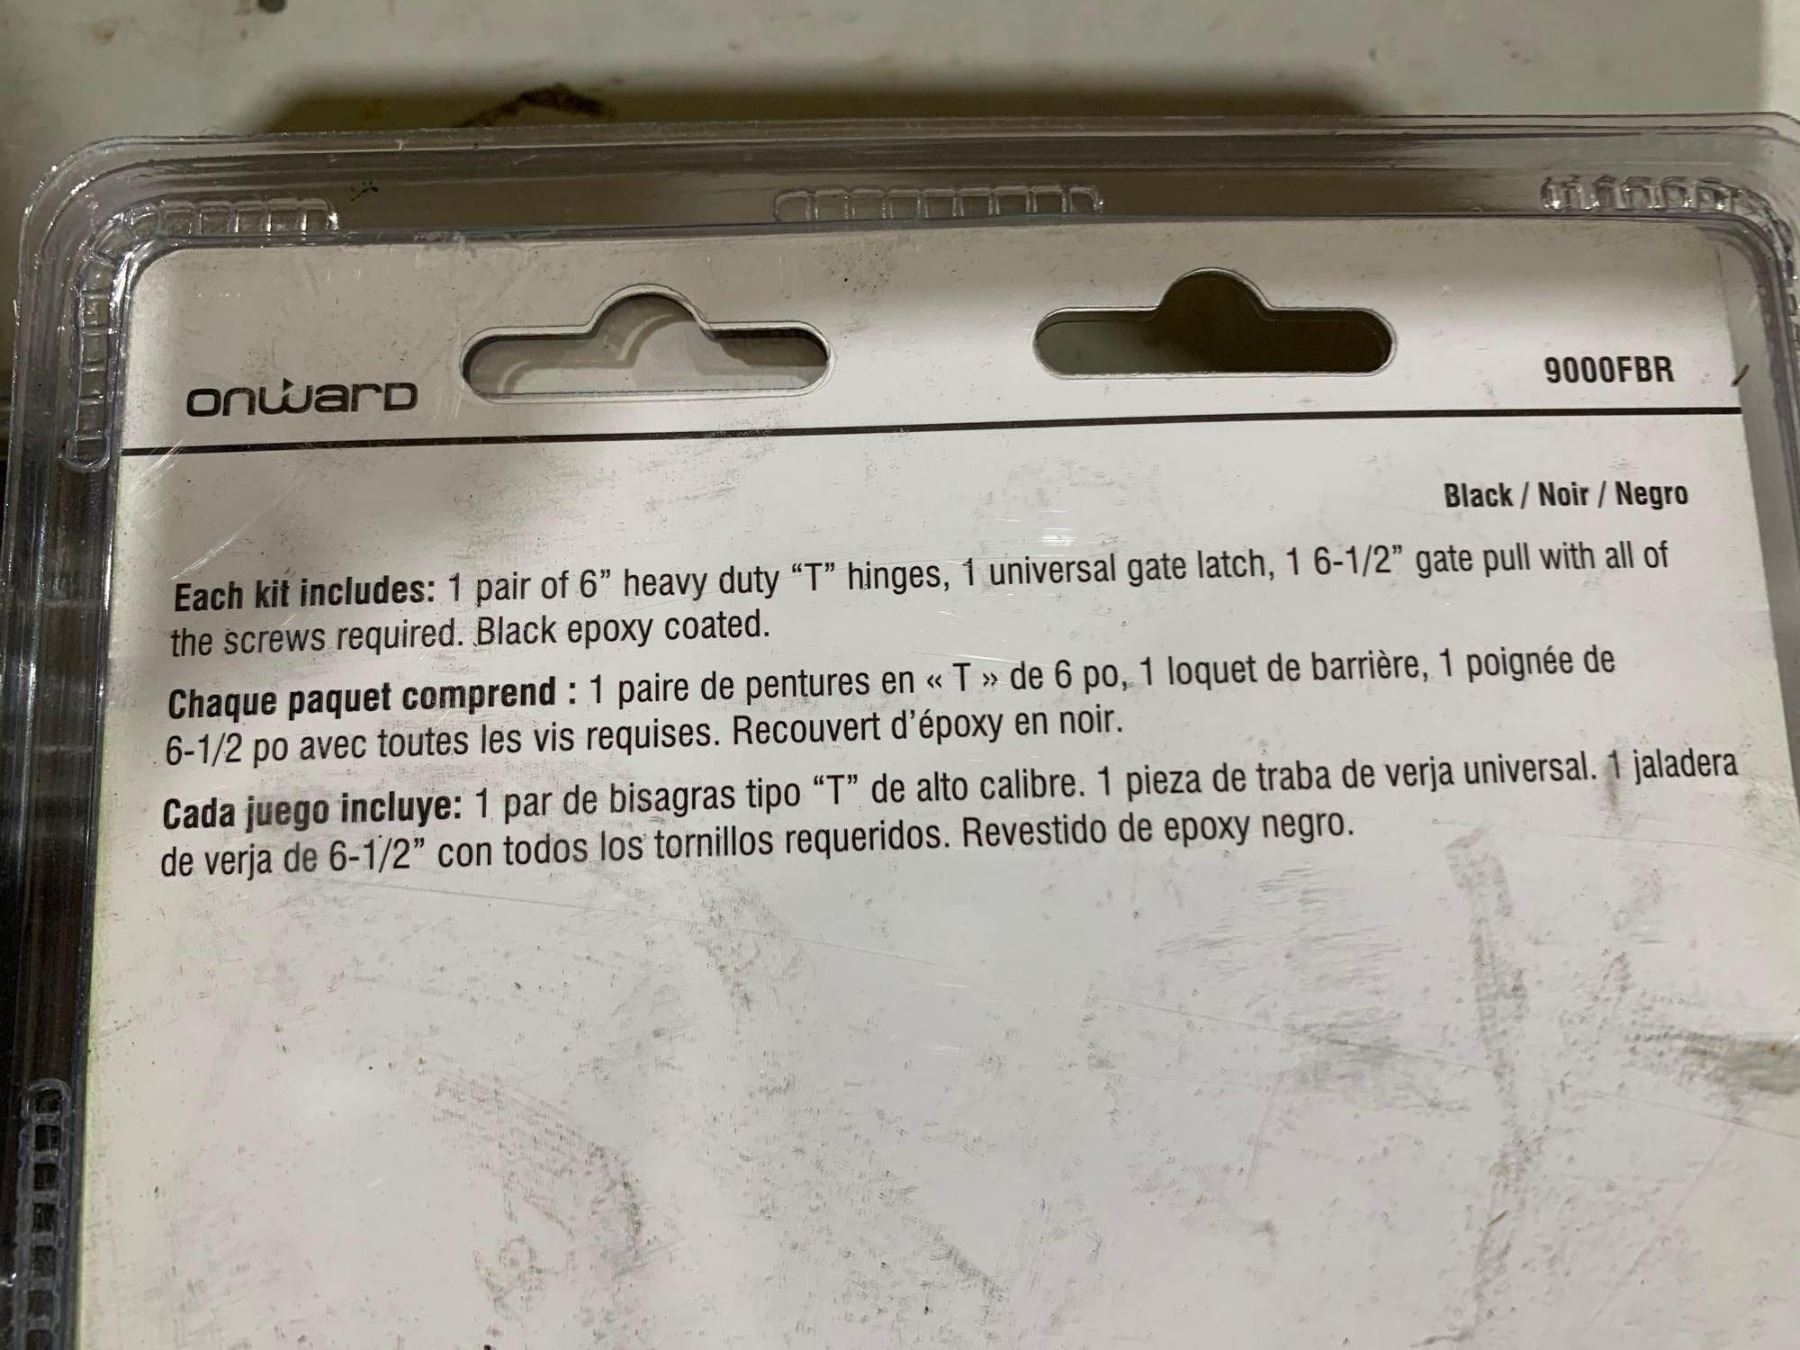 onward
9000FBR
Black / Noir / Negro
Each kit includes: 1 pair of 6” heavy duty “T” hinges, 1 universal gate latch, 1 6-1/2” gate pull with all of
the screws required. Black epoxy coated.
Chaque paquet comprend : 1 paire de pentures en « T » de 6 po, 1 loquet de barrière, 1 poignée de
6-1/2 po avec toutes les vis requises. Recouvert d’époxy en noir.
Cada juego incluye: 1 par de bisagras tipo “T” de alto calibre. 1 pieza de traba de verja universal. 1 jaladera
de verja de 6-1/2” con todos los tornillos requeridos. Revestido de epoxy negro.